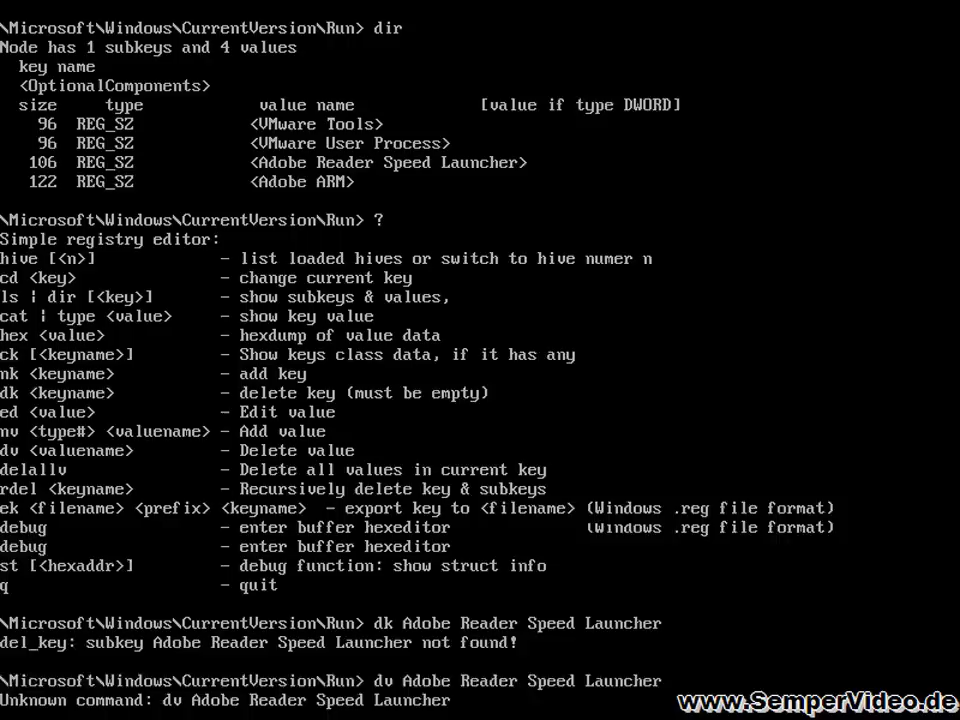 \Microsoft\Windows\CurrentVersion\Run> dir
Node has 1 subkeys and 4 values
  key name
  <OptionalComponents>
  size     type            value name             [value if type DWORD]
    96  REG_SZ            <VMware Tools>
    96  REG_SZ            <VMware User Process>
   106  REG_SZ            <Adobe Reader Speed Launcher>
   122  REG_SZ            <Adobe ARM>
\Microsoft\Windows\CurrentVersion\Run> ?
Simple registry editor:
hive [<n>]             - list loaded hives or switch to hive numer n
cd <key>               - change current key
ls | dir [<key>]       - show subkeys & values,
cat | type <value>     - show key value
hex <value>            - hexdump of value data
ck [<keyname>]         - Show keys class data, if it has any
nk <keyname>           - add key
dk <keyname>           - delete key (must be empty)
ed <value>             - Edit value
nv <type#> <valuename> - Add value
dv <valuename>         - Delete value
delallv                - Delete all values in current key
rdel <keyname>         - Recursively delete key & subkeys
ek <filename> <prefix> <keyname>  - export key to <filename> (Windows .reg file format)
debug                  - enter buffer hexeditor              (Windows .reg file format)
debug                  - enter buffer hexeditor
st [<hexaddr>]         - debug function: show struct info
q                      - quit
\Microsoft\Windows\CurrentVersion\Run> dk Adobe Reader Speed Launcher
del_key: subkey Adobe Reader Speed Launcher not found!
\Microsoft\Windows\CurrentVersion\Run> dv Adobe Reader Speed Launcher
Unknown command: dv Adobe Reader Speed Launcher
www.SemperVideo.de